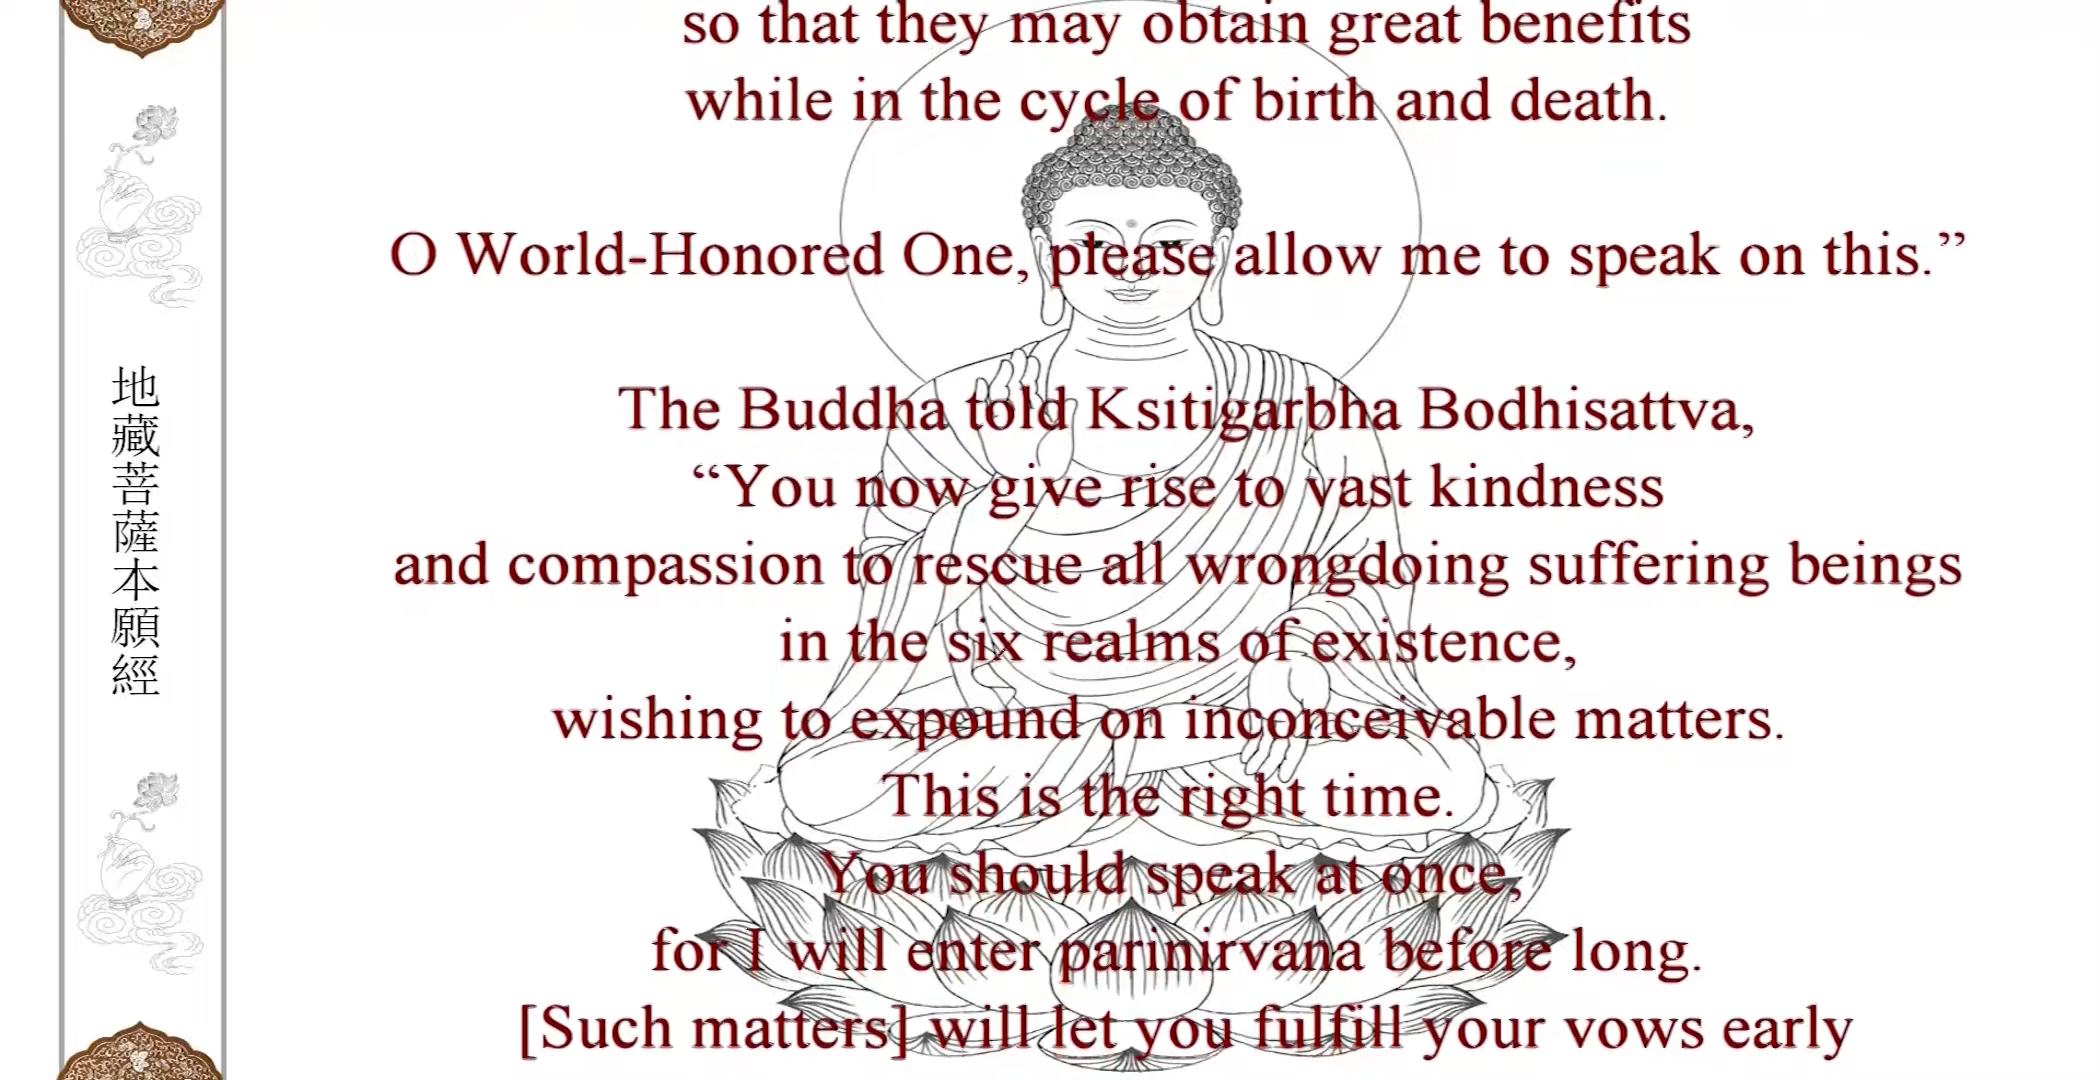 so that they may obtain great benefits
while in the cycle of birth and death.
O World-Honored One, please allow me to speak on this.”
The Buddha told Ksitigarbha Bodhisattva,
“You now give rise to vast kindness
and compassion to rescue all wrongdoing suffering beings
in the six realms of existence,
wishing to expound on inconceivable matters.
This is the right time.
You should speak at once,
for I will enter parinirvana before long.
[Such matters] will let you fulfill your vows early
地藏菩薩本願經